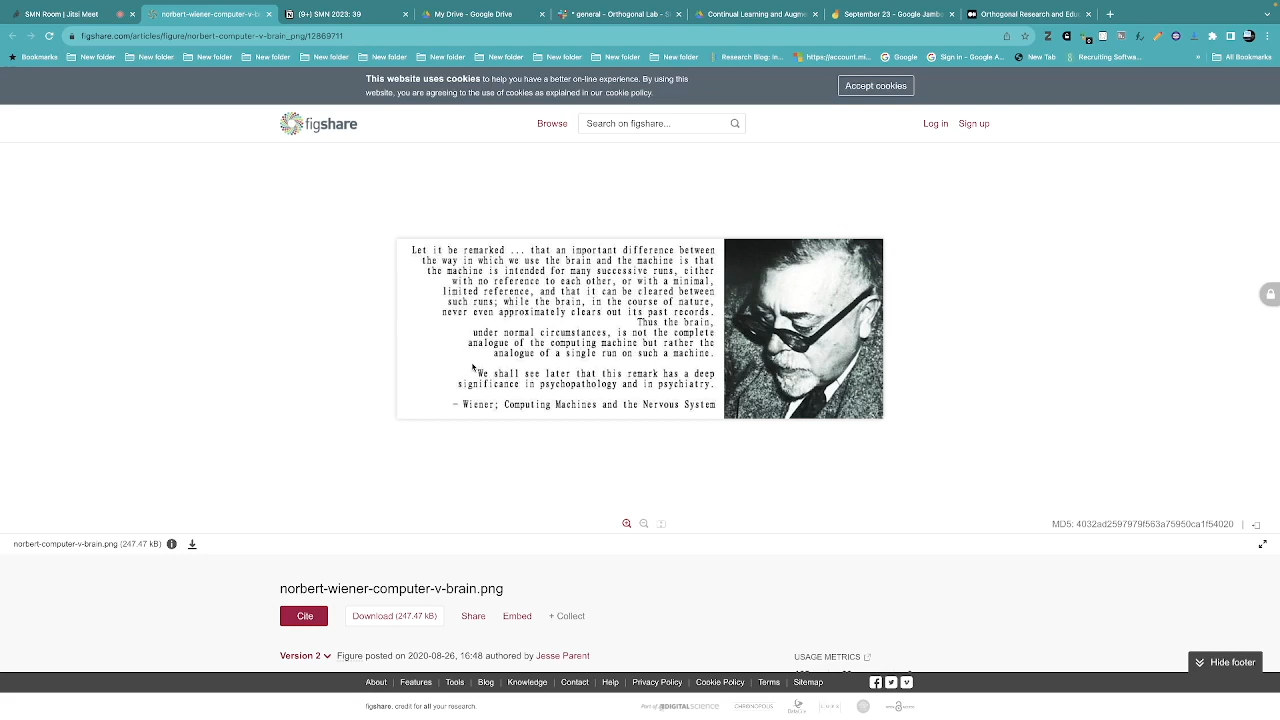 SMN Room | Jitsi Meet
norbert-wiener-computer-v-b
(9+) SMN 2023: 39
My Drive - Google Drive
* general - Orthogonal Lab - Sl
Continual Learning and Augme
September 23 - Google Jambo
Orthogonal Research and Educ
figshare.com/articles/figure/norbert-computer-v-brain_png/12869711
Bookmarks
New folder
New folder
New folder
New folder
New folder
New folder
New folder
New folder
New folder
Research Blog: In...
https://account.mi...
Google
Sign in - Google A...
New Tab
Recruiting Softwa...
»
All Bookmarks
This website uses cookies to help you have a better on-line experience. By using this
website, you are agreeing to the use of cookies as explained in our cookie policy.
Accept cookies
figshare
Browse
Search on figshare...
Log in
Sign up
Let it be remarked ... that an important difference between
the way in which we use the brain and the machine is that
the machine is intended for many successive runs, either
with no reference to each other, or with a minimal,
limited reference, and that it can be cleared between
such runs; while the brain, in the course of nature,
never even approximately clears out its past records.
Thus the brain,
under normal circumstances, is not the complete
analogue of the computing machine but rather the
analogue of a single run on such a machine.
We shall see later that this remark has a deep
significance in psychopathology and in psychiatry.
– Wiener; Computing Machines and the Nervous System
MD5: 4032ad2597979f563a75950ca1f54020
norbert-computer-v-brain.png (247.47 kB)
norbert-wiener-computer-v-brain.png
Cite
Download (247.47 kB)
Share
Embed
+ Collect
Version 2
Figure posted on 2020-08-26, 16:48 authored by Jesse Parent
USAGE METRICS
Hide footer
About
Features
Tools
Blog
Knowledge
Contact
Help
Privacy Policy
Cookie Policy
Terms
Sitemap
figshare. credit for all your research.
Part of DIGITAL science
CHRONOPOLIS
DataCite